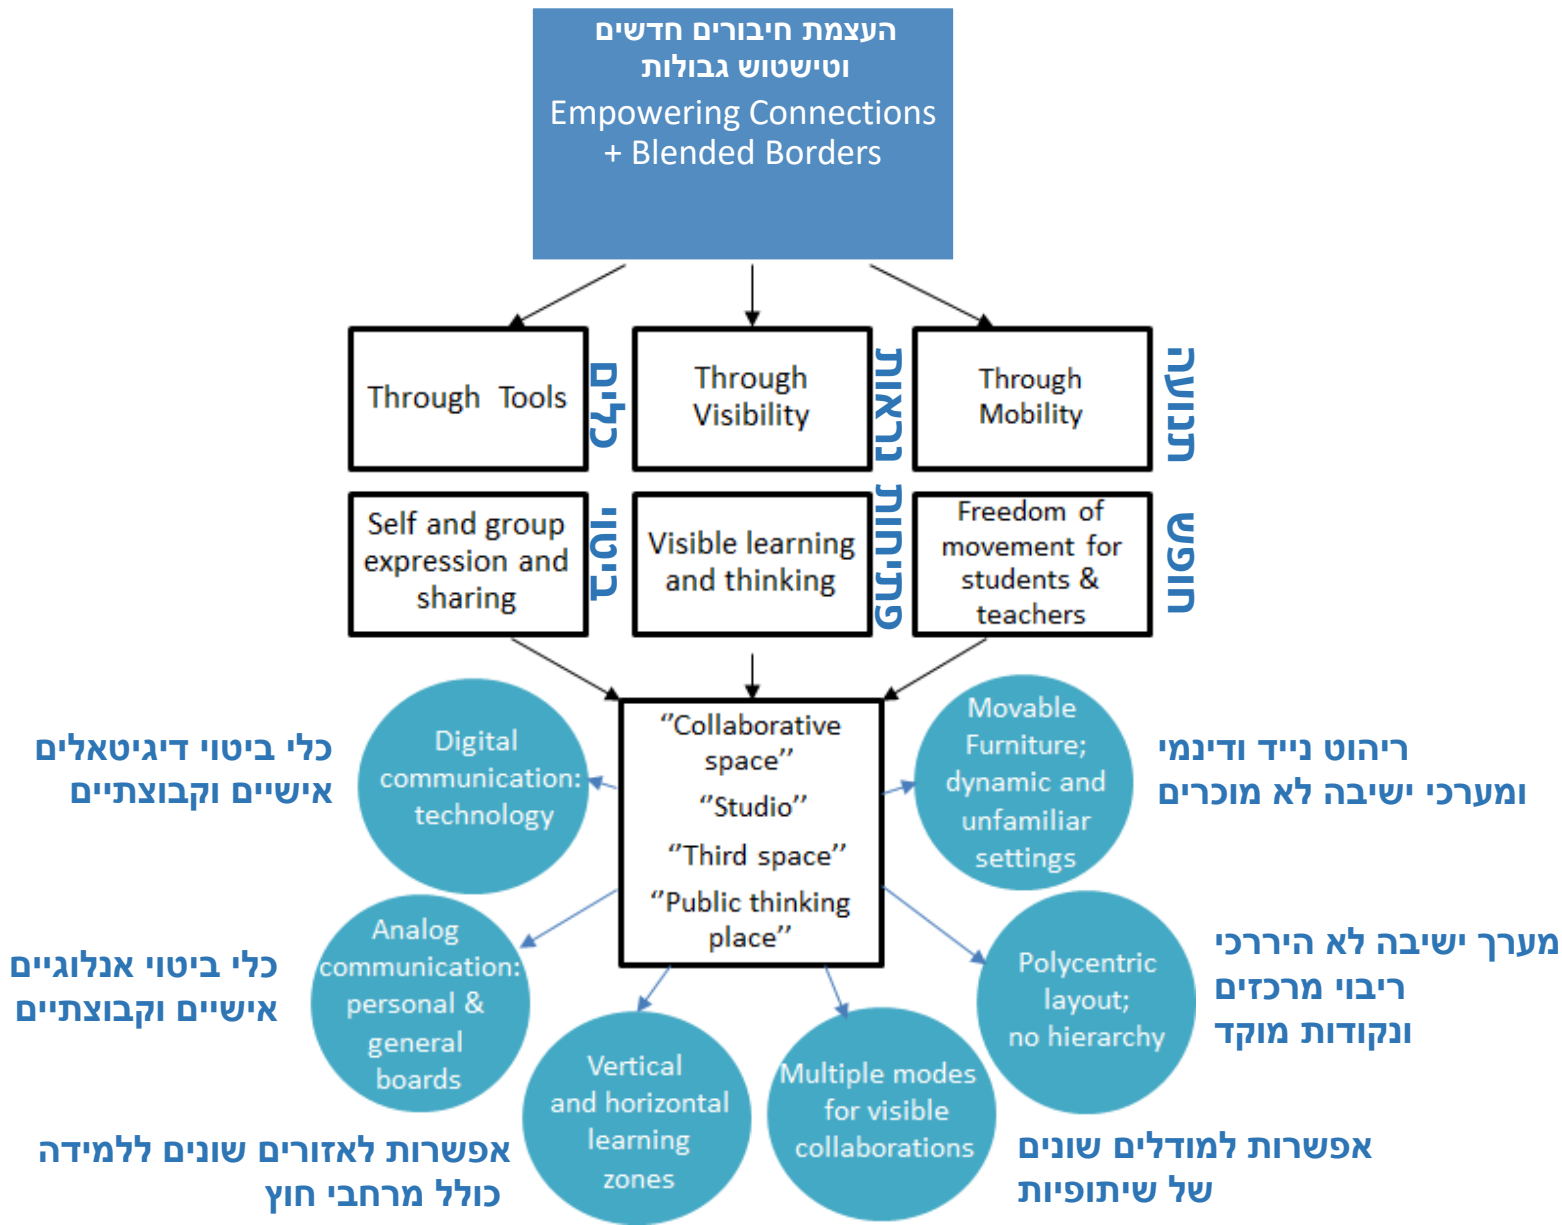 העצמת חיבורים חדשים
וטישטוש גבולות
Empowering Connections
+ Blended Borders
Through Tools
כלים
Through
Visibility
נראות
Through
Mobility
תנועה
Self and group
expression and
sharing
ביטוי
Visible learning
and thinking
פתיחות
Freedom of
movement for
students &
teachers
חופש
‘’Collaborative
space’’
‘’Studio’’
‘’Third space’’
‘’Public thinking
place’’
Digital
communication:
technology
כלי ביטוי דיגיטאלים
אישיים וקבוצתיים
Movable
Furniture;
dynamic and
unfamiliar
settings
ריהוט נייד ודינמי
ומערכי ישיבה לא מוכרים
Analog
communication:
personal &
general
boards
כלי ביטוי אנלוגיים
אישיים וקבוצתיים
Polycentric
layout;
no hierarchy
מערך ישיבה לא היררכי
ריבוי מרכזים
ונקודות מוקד
Vertical
and horizontal
learning
zones
אפשרות לאזורים שונים ללמידה
כולל מרחבי חוץ
Multiple modes
for visible
collaborations
אפשרות למודלים שונים
של שיתופיות